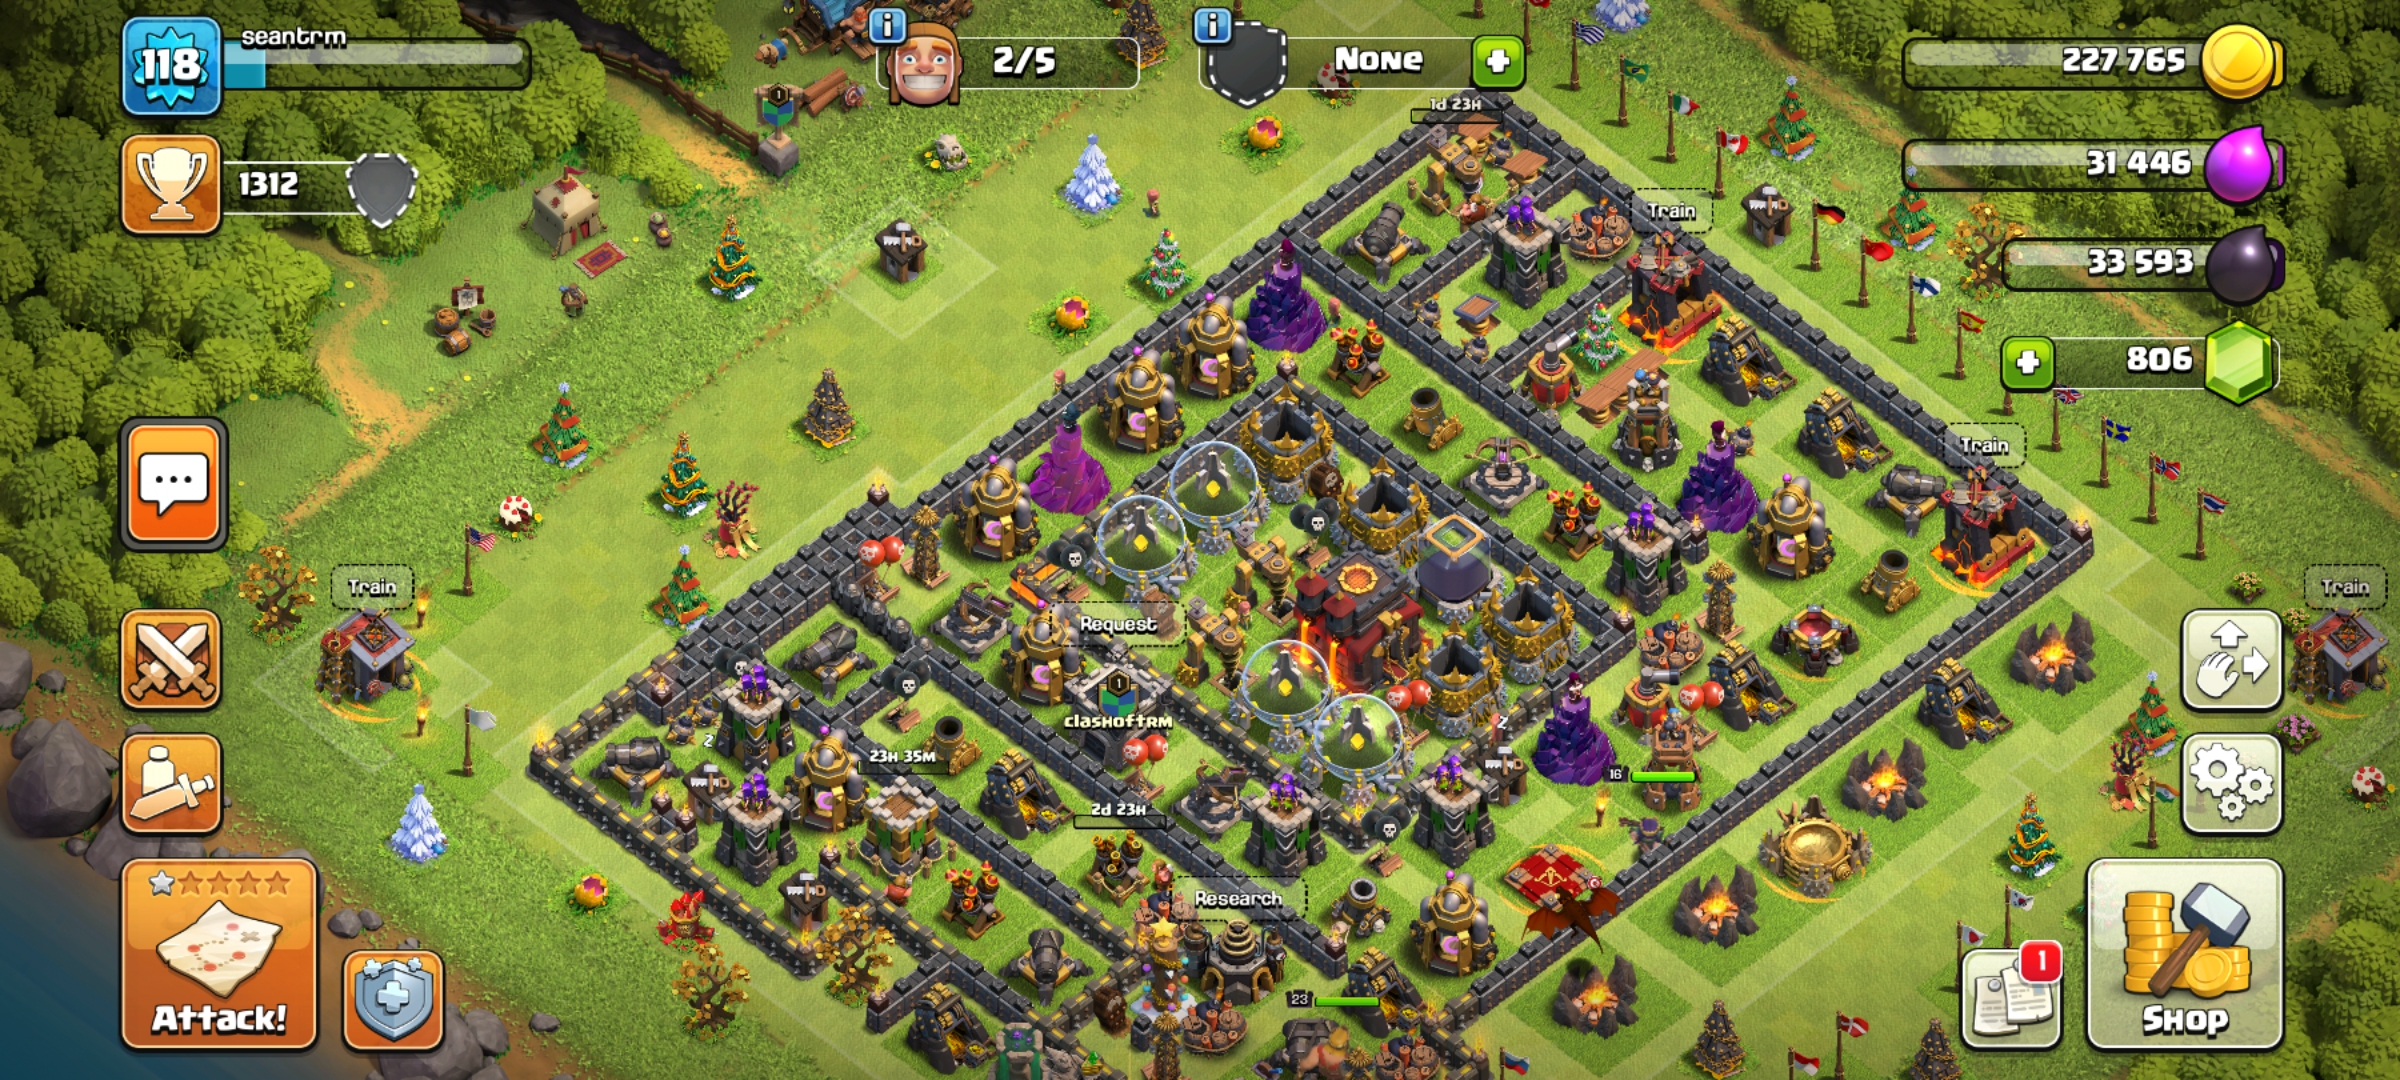 118
seantrm
2/5
None
227 765
1312
31 446
33 593
806
1d 23H
Train
Train
Train
Train
Request
clashoftrm
23H 35M
2d 23H
16
Research
23
Attack!
1
Shop